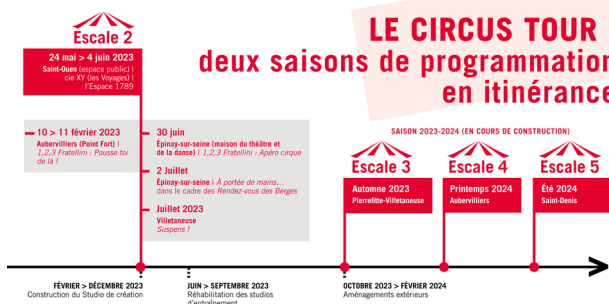 LE CIRCUS TOUR
deux saisons de programmation
en itinérance
Escale 2
24 mai > 4 juin 2023
Saint-Ouen (espace public) |
cie XY (les Voyages) |
l'Espace 1789
10 > 11 février 2023
Aubervilliers (Point Fort) |
1,2,3 Fratellini : Pousse toi
de là !
30 juin
Épinay-sur-seine (maison du théâtre et
de la danse) | 1,2,3 Fratellini : Apéro cirque
2 Juillet
Épinay-sur-seine | À portée de mains...
dans le cadre des Rendez-vous des Berges
Juillet 2023
Villetaneuse
Suspens !
SAISON 2023-2024 (EN COURS DE CONSTRUCTION)
Escale 3
Automne 2023
Pierrefitte-Villetaneuse
Escale 4
Printemps 2024
Aubervilliers
Escale 5
Été 2024
Saint-Denis
FÉVRIER > DÉCEMBRE 2023
Construction du Studio de création
JUIN > SEPTEMBRE 2023
Réhabilitation des studios
d'entraînement
OCTOBRE 2023 > FÉVRIER 2024
Aménagements extérieurs